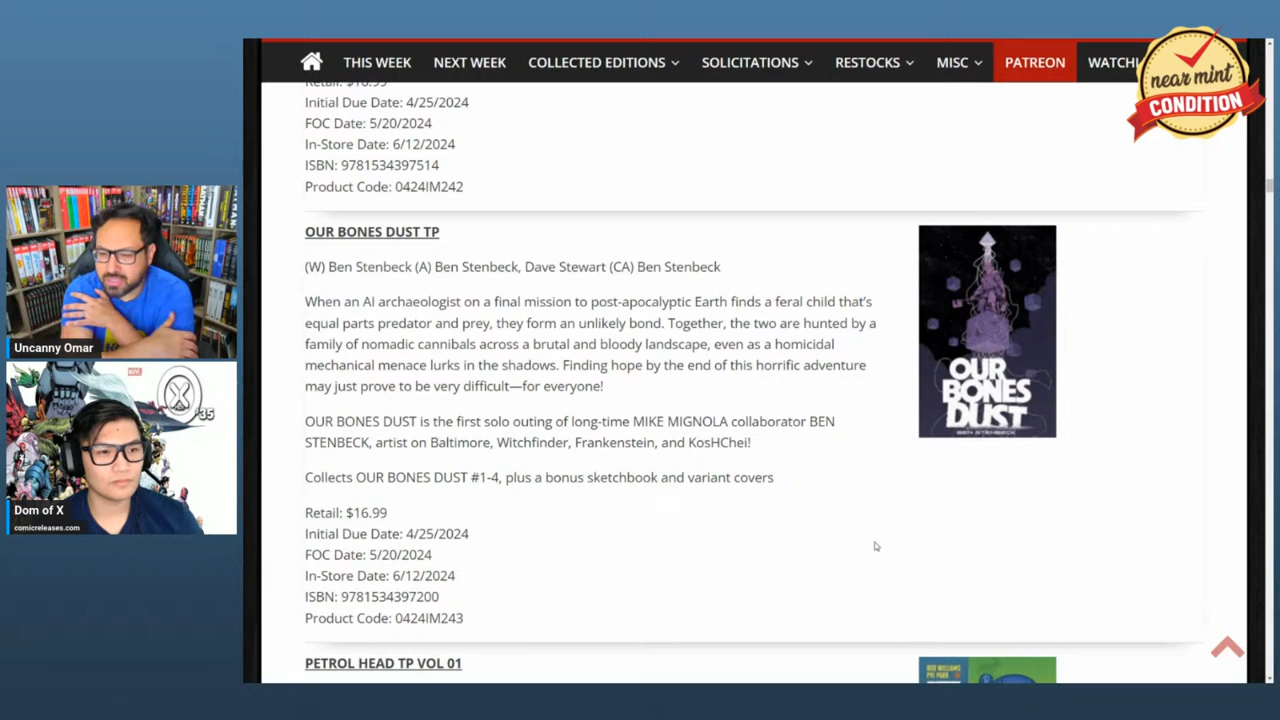 THIS WEEK NEXT WEEK COLLECTED EDITIONS SOLICITATIONS RESTOCKS MISC PATREON
near mint
CONDITION
Initial Due Date: 4/25/2024
FOC Date: 5/20/2024
In-Store Date: 6/12/2024
ISBN: 9781534397514
Product Code: 0424IM242
OUR BONES DUST TP
(W) Ben Stenbeck (A) Ben Stenbeck, Dave Stewart (CA) Ben Stenbeck
When an AI archaeologist on a final mission to post-apocalyptic Earth finds a feral child that's
equal parts predator and prey, they form an unlikely bond. Together, the two are hunted by a
family of nomadic cannibals across a brutal and bloody landscape, even as a homicidal
mechanical menace lurks in the shadows. Finding hope by the end of this horrific adventure
may just prove to be very difficult—for everyone!
OUR BONES DUST is the first solo outing of long-time MIKE MIGNOLA collaborator BEN
STENBECK, artist on Baltimore, Witchfinder, Frankenstein, and KosHChei!
Collects OUR BONES DUST #1-4, plus a bonus sketchbook and variant covers
Retail: $16.99
Initial Due Date: 4/25/2024
FOC Date: 5/20/2024
In-Store Date: 6/12/2024
ISBN: 9781534397200
Product Code: 0424IM243
OUR
BONES
DUST
BEN STENBECK
PETROL HEAD TP VOL 01
ROB WILLIAMS
PYE PARR
Uncanny Omar
#35
Dom of X
comicreleases.com